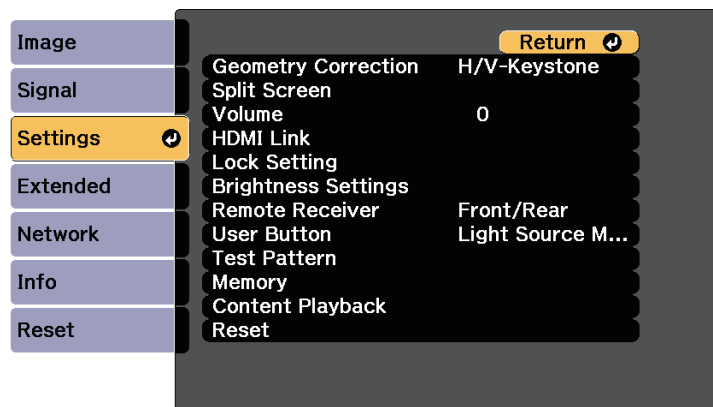 Image
Signal
Settings
Extended
Network
Info
Reset
Return
Geometry Correction H/V-Keystone
Split Screen
Volume 0
HDMI Link
Lock Setting
Brightness Settings
Remote Receiver Front/Rear
User Button Light Source M...
Test Pattern
Memory
Content Playback
Reset